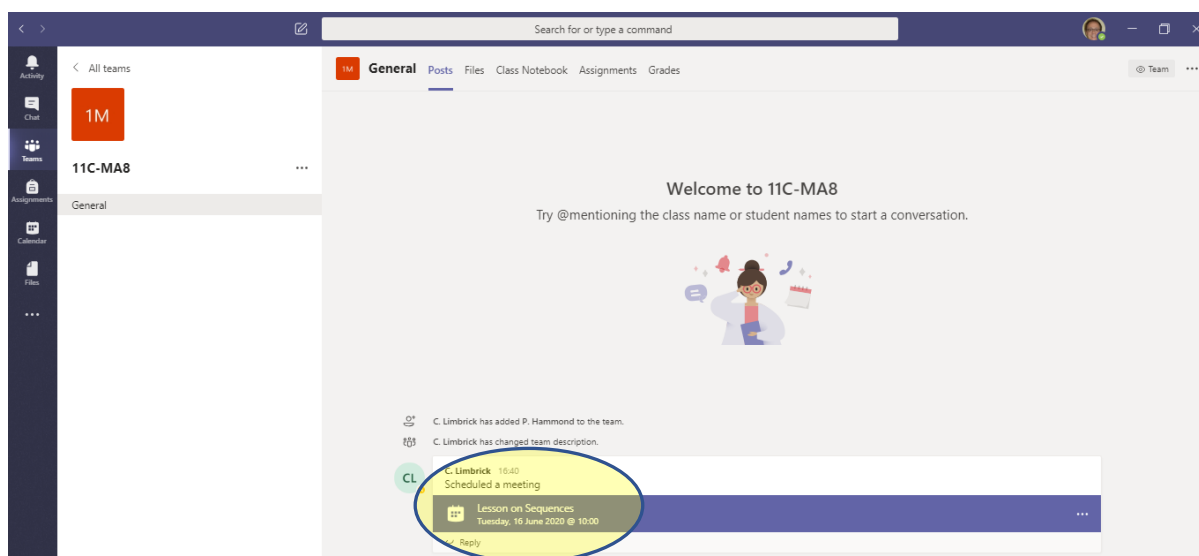 Search for or type a command
Activity
Chat
Teams
Assignments
Calendar
Files
All teams
1M
11C-MA8
General
1M General Posts Files Class Notebook Assignments Grades
Team
Welcome to 11C-MA8
Try @mentioning the class name or student names to start a conversation.
C. Limbrick has added P. Hammond to the team.
C. Limbrick has changed team description.
CL
C. Limbrick 16:40
Scheduled a meeting
Lesson on Sequences
Tuesday, 16 June 2020 @ 10:00
Reply